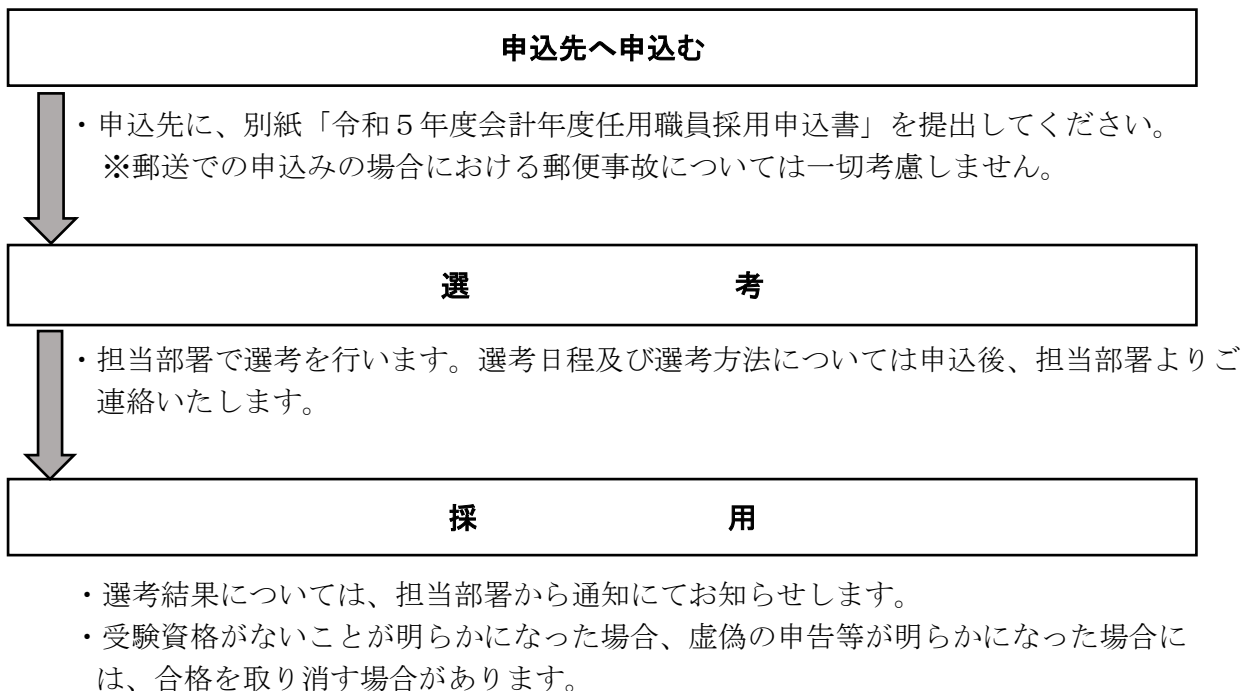 申込先へ申込む
・申込先に、別紙「令和５年度会計年度任用職員採用申込書」を提出してください。
※郵送での申込みの場合における郵便事故については一切考慮しません。
選　考
・担当部署で選考を行います。選考日程及び選考方法については申込後、担当部署よりご
連絡いたします。
採　用
・選考結果については、担当部署から通知にてお知らせします。
・受験資格がないことが明らかになった場合、虚偽の申告等が明らかになった場合に
は、合格を取り消す場合があります。